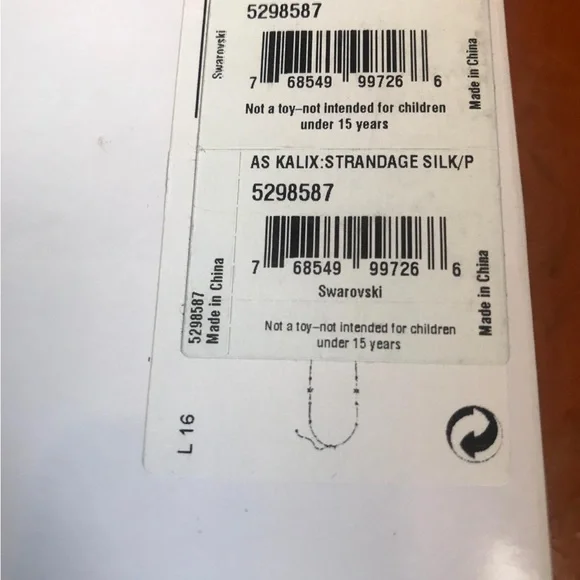 5298587
Swarovski
7 68549 99726 6
Made in China
Not a toy–not intended for children
under 15 years
AS KALIX:STRANDAGE SILK/P
5298587
7 68549 99726 6
Swarovski
5298587
Made in China
Made in China
Not a toy–not intended for children
under 15 years
L 16